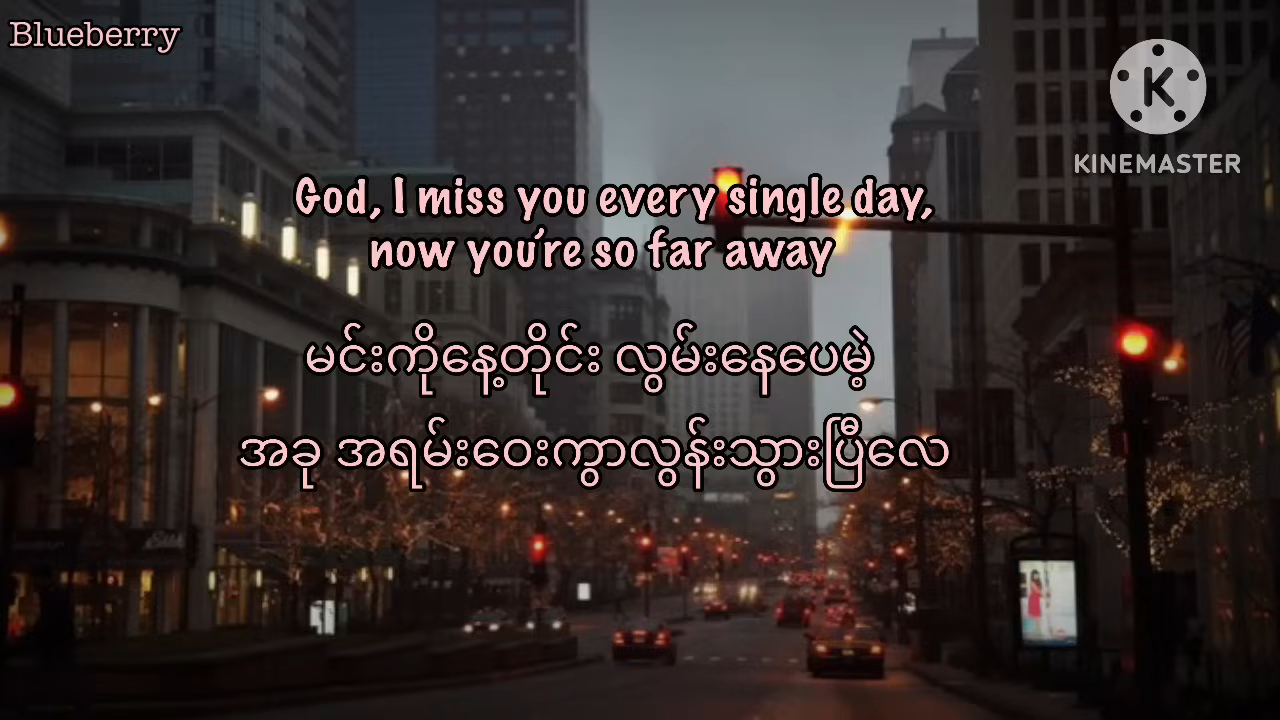 Blueberry
K
KINEMASTER
God, I miss you every single day,
now you're so far away
မင်းကိုနေ့တိုင်း လွမ်းနေပေမဲ့
အခု အရမ်းဝေးကွာလွန်းသွားပြီလေ